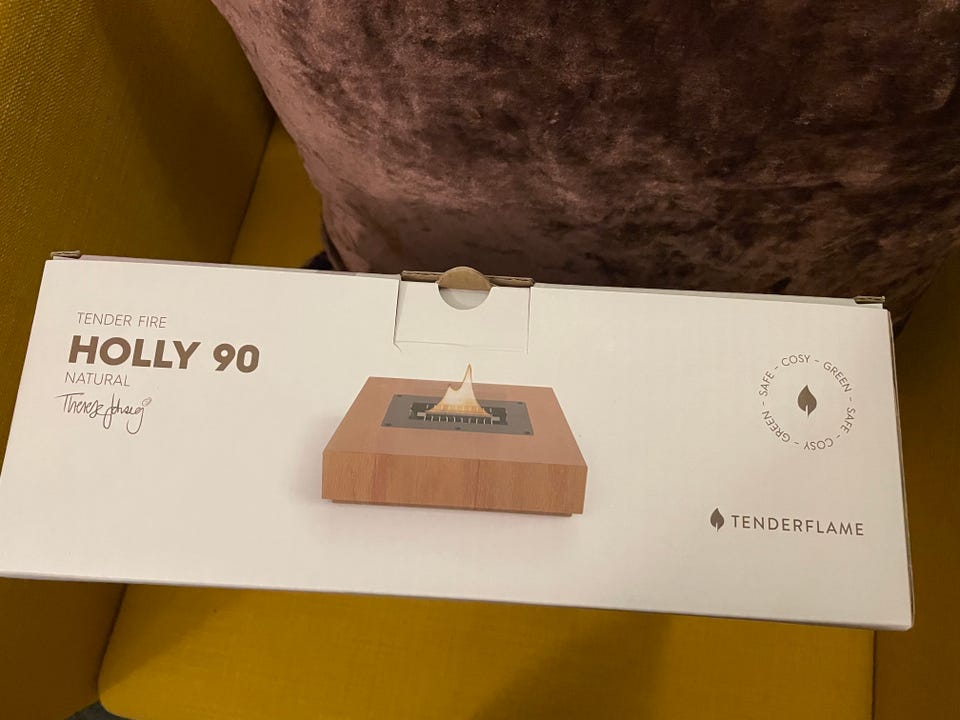 TENDER FIRE
HOLLY 90
NATURAL
SAFE - COSY - GREEN - SAFE - COSY - GREEN -
TENDERFLAME